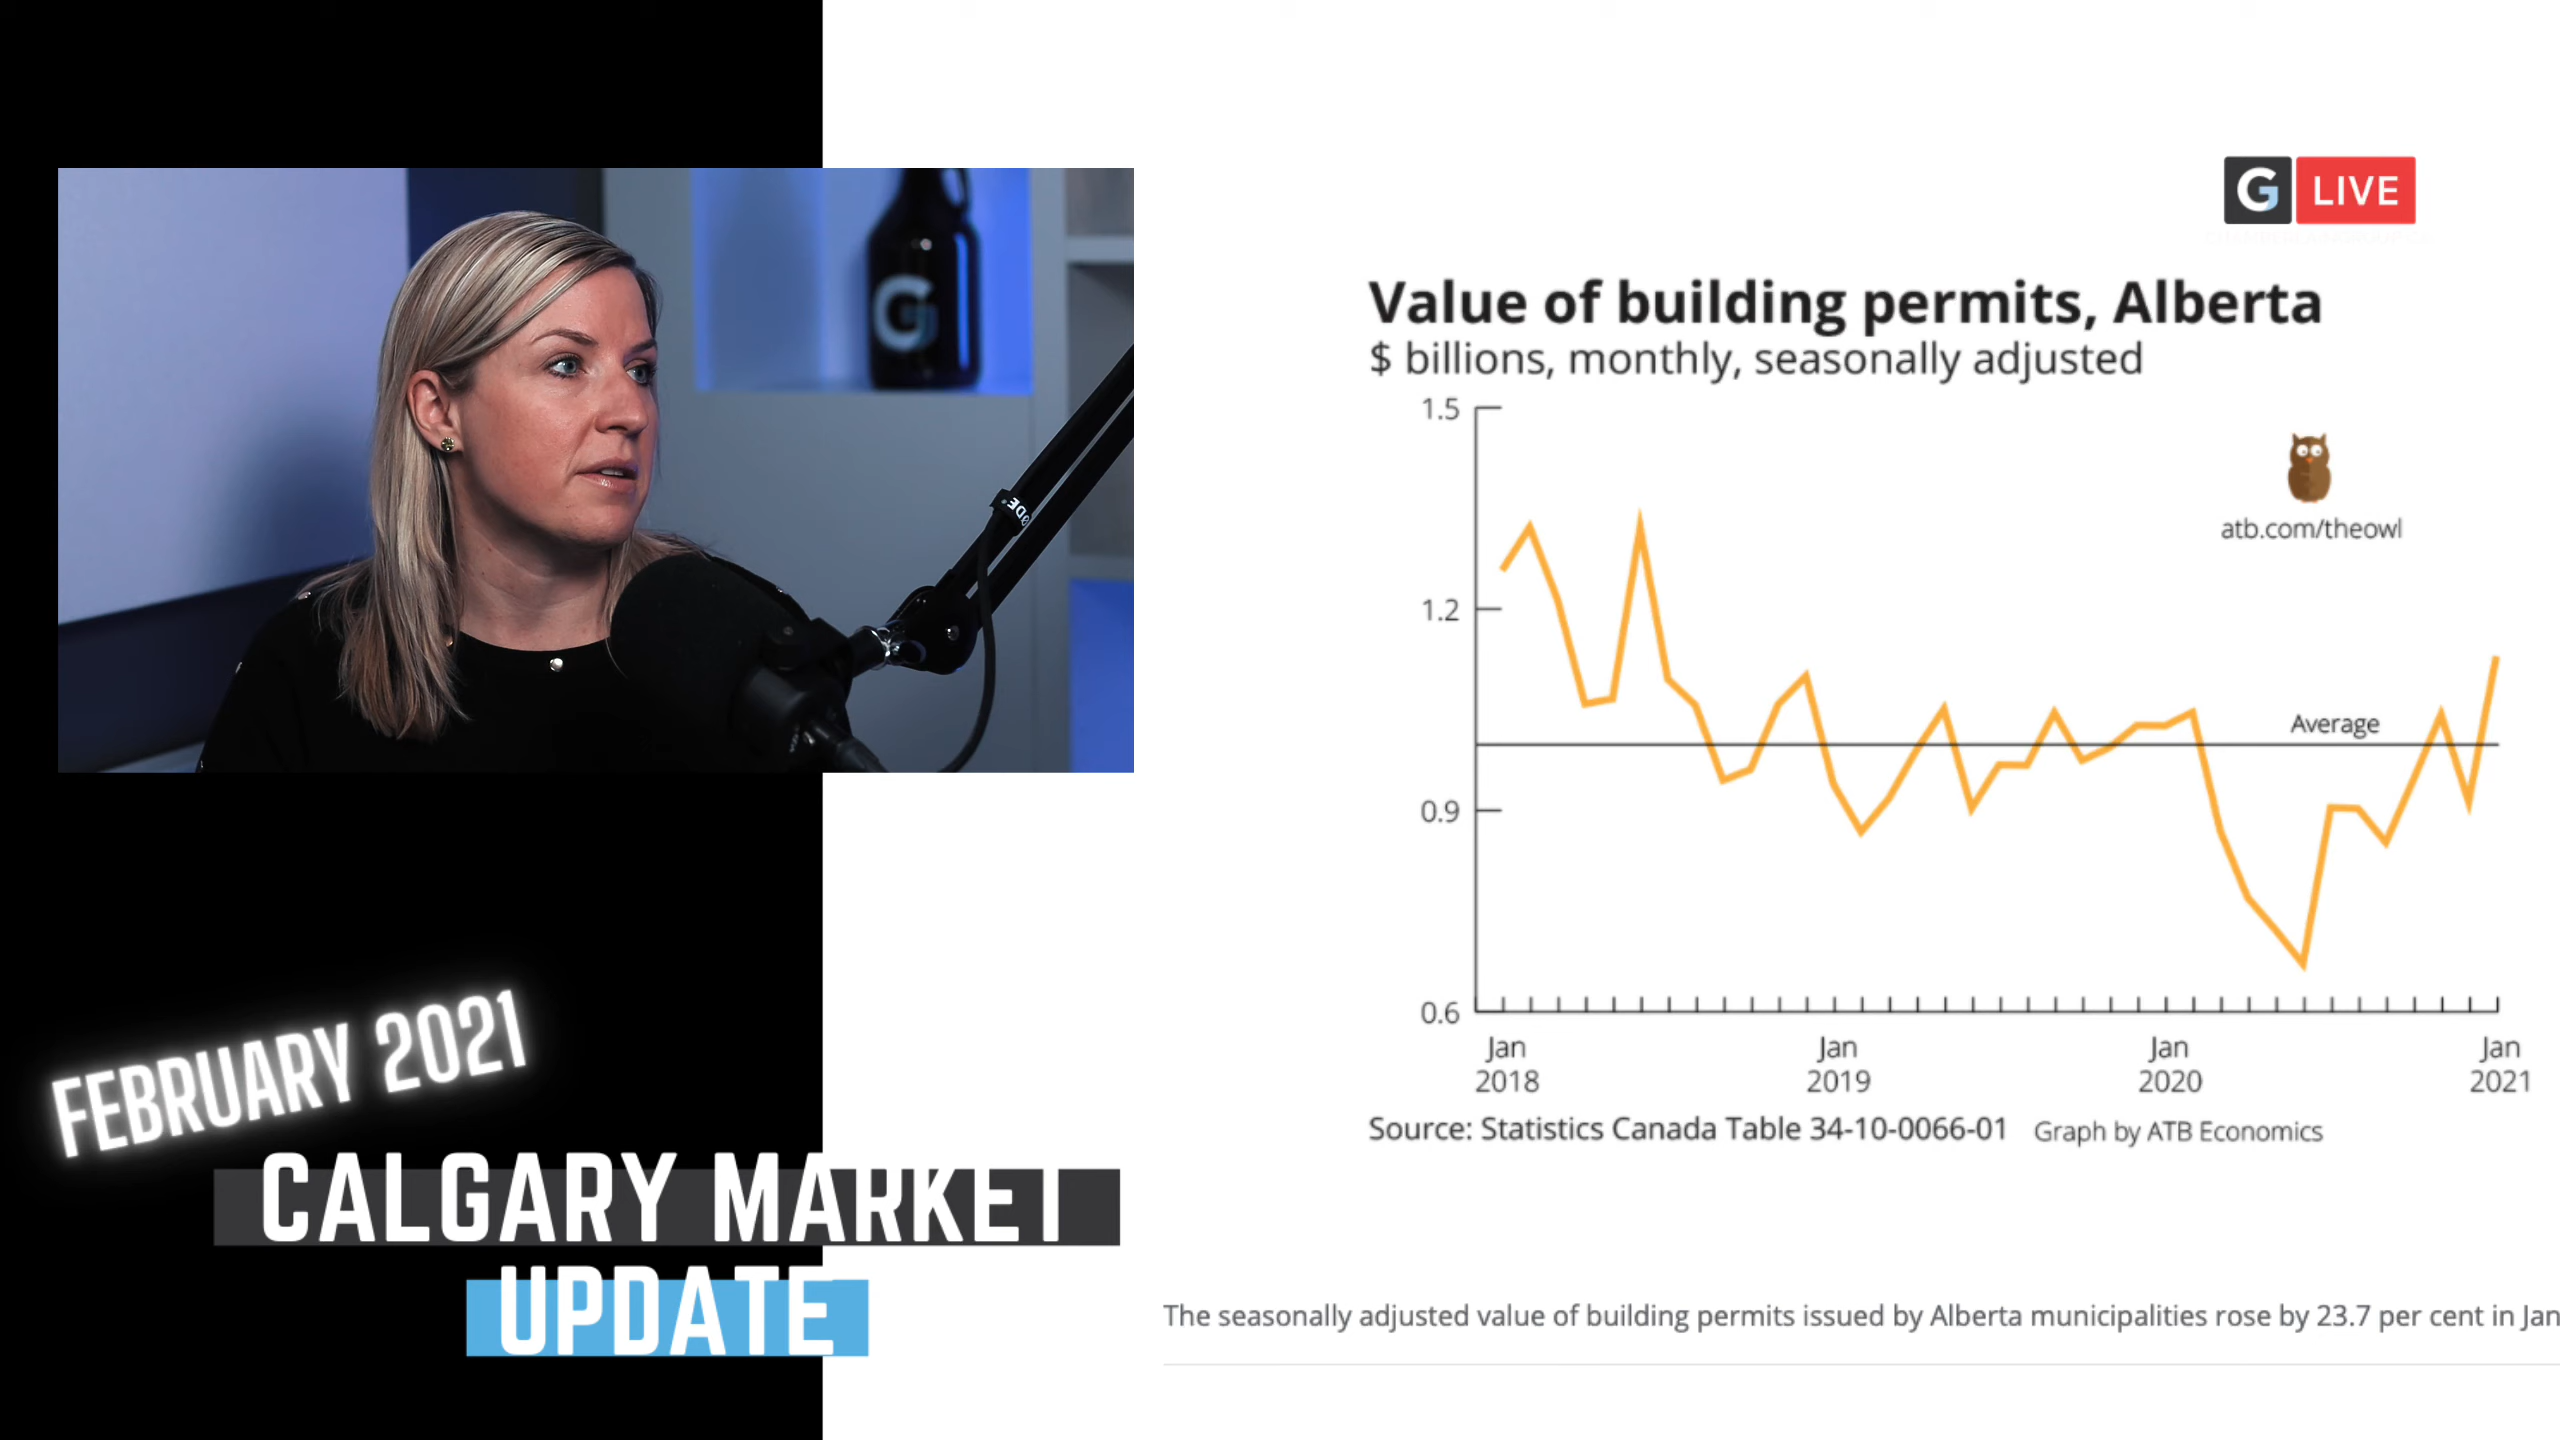 G LIVE
Value of building permits, Alberta
$ billions, monthly, seasonally adjusted
1.5
atb.com/theowl
1.2
Average
0.9
0.6
Jan Jan Jan Jan
2018 2019 2020 2021
Source: Statistics Canada Table 34-10-0066-01 Graph by ATB Economics
The seasonally adjusted value of building permits issued by Alberta municipalities rose by 23.7 per cent in Jan
G
RØDE
FEBRUARY 2021
CALGARY MARKET
UPDATE